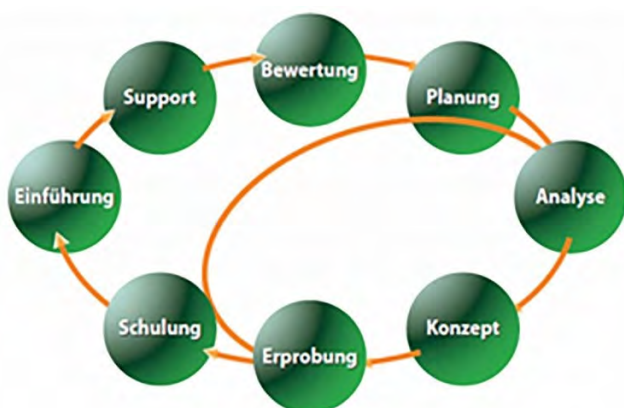 Bewertung
Support
Planung
Einführung
Analyse
Schulung
Konzept
Erprobung